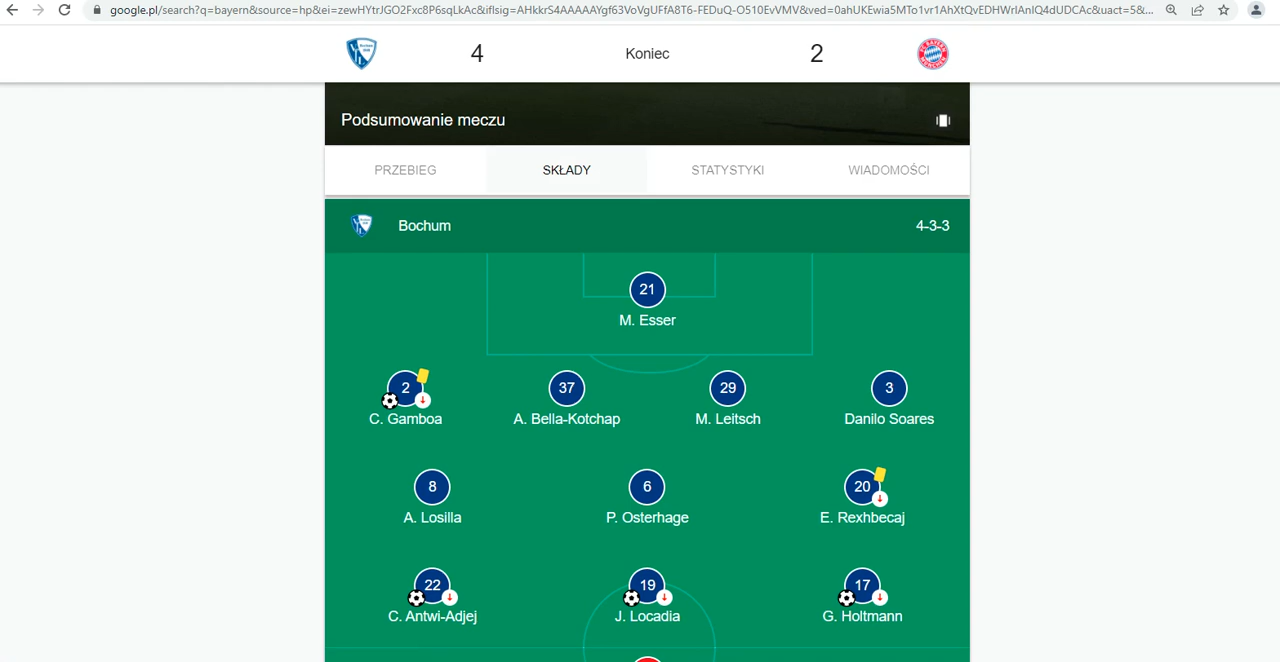 google.pl/search?q=bayern&source=hp&ei=zewHYtrJGO2Fxc8P6sqLkAc&iflsig=AHkkrS4AAAAAYgf63VoVgUFfA8T6-FEDuQ-O510EvVMV&ved=0ahUKEwia5MTo1vr1AhXtQvEDHWrlAnIQ4dUDCAc&uact=5&...
4 Koniec 2
Podsumowanie meczu
PRZEBIEG SKŁADY STATYSTYKI WIADOMOŚCI
Bochum 4-3-3
21
M. Esser
2 37 29 3
C. Gamboa A. Bella-Kotchap M. Leitsch Danilo Soares
8 6 20
A. Losilla P. Osterhage E. Rexhbecaj
22 19 17
C. Antwi-Adjej J. Locadia G. Holtmann